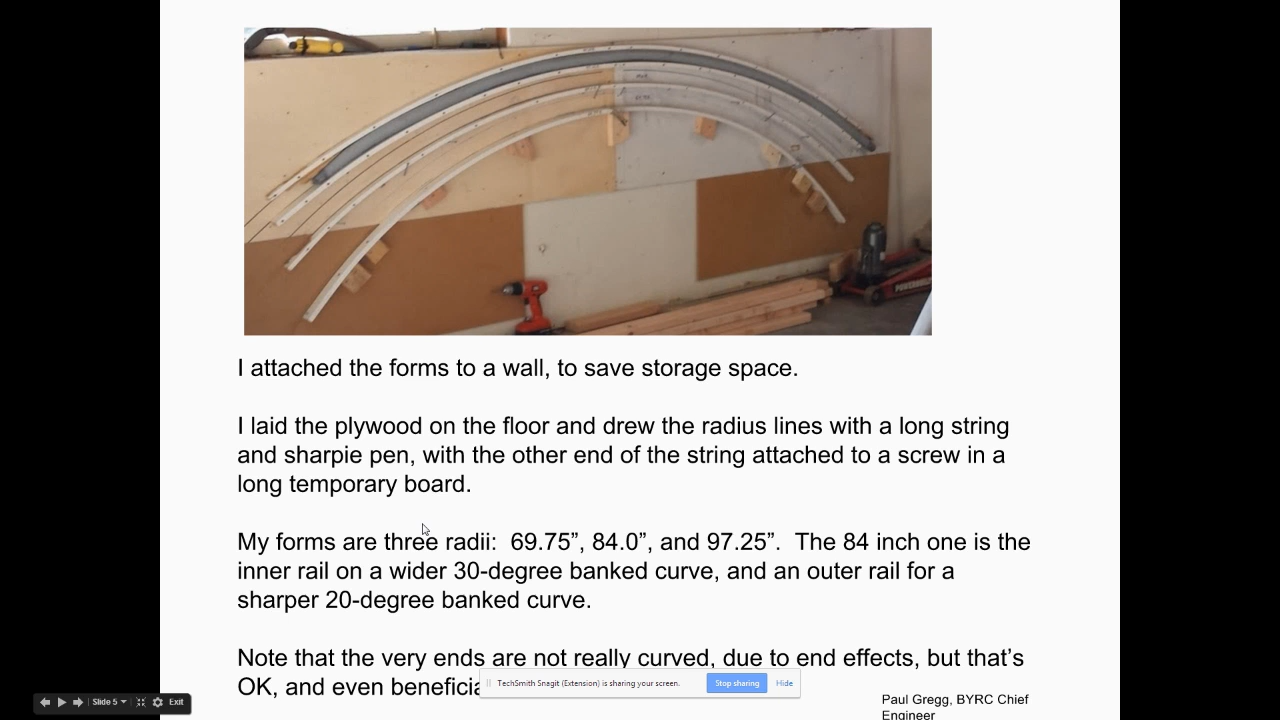 I attached the forms to a wall, to save storage space.
I laid the plywood on the floor and drew the radius lines with a long string
and sharpie pen, with the other end of the string attached to a screw in a
long temporary board.
My forms are three radii:  69.75”, 84.0”, and 97.25”.  The 84 inch one is the
inner rail on a wider 30-degree banked curve, and an outer rail for a
sharper 20-degree banked curve.
Note that the very ends are not really curved, due to end effects, but that’s
OK, and even
TechSmith Snagit (Extension) is sharing your screen.
Stop sharing
Hide
Slide 5
Exit
Paul Gregg, BYRC Chief
Engineer